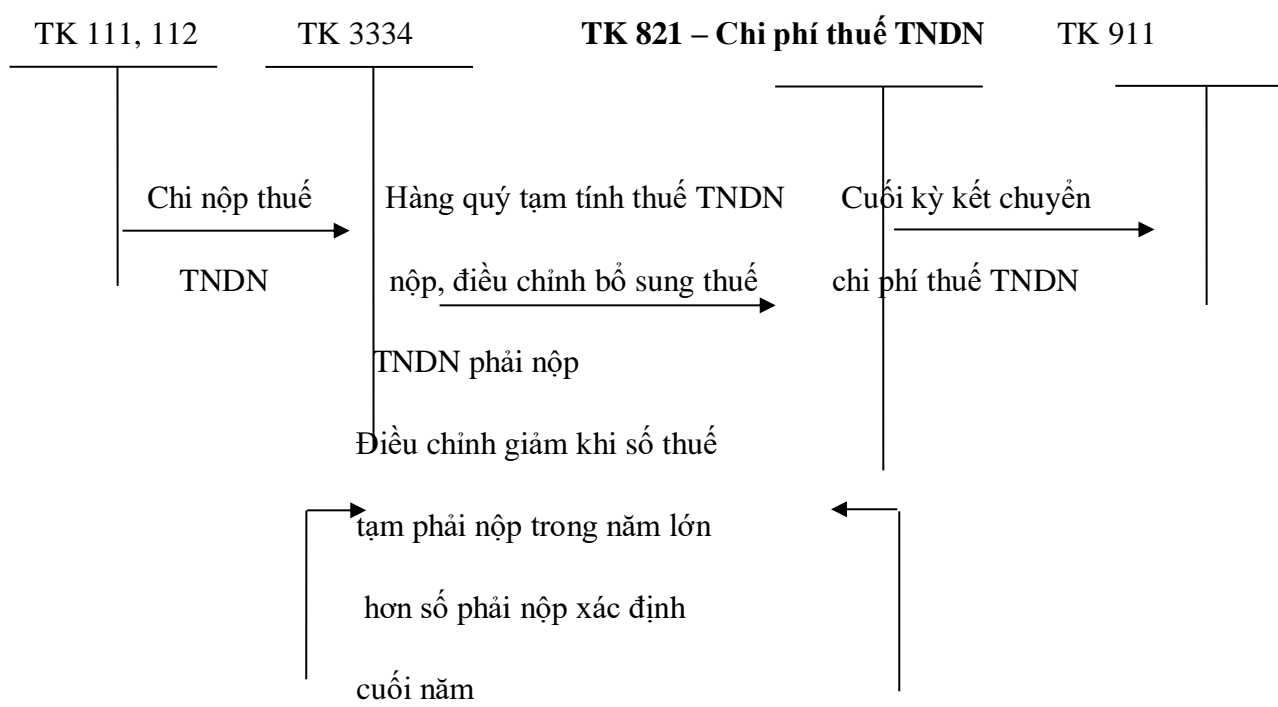 TK 111, 112 TK 3334 TK 821 – Chi phí thuế TNDN TK 911
Chi nộp thuế Hàng quý tạm tính thuế TNDN Cuối kỳ kết chuyển
TNDN nộp, điều chỉnh bổ sung thuế chi phí thuế TNDN
TNDN phải nộp
Điều chỉnh giảm khi số thuế
tạm phải nộp trong năm lớn
hơn số phải nộp xác định
cuối năm